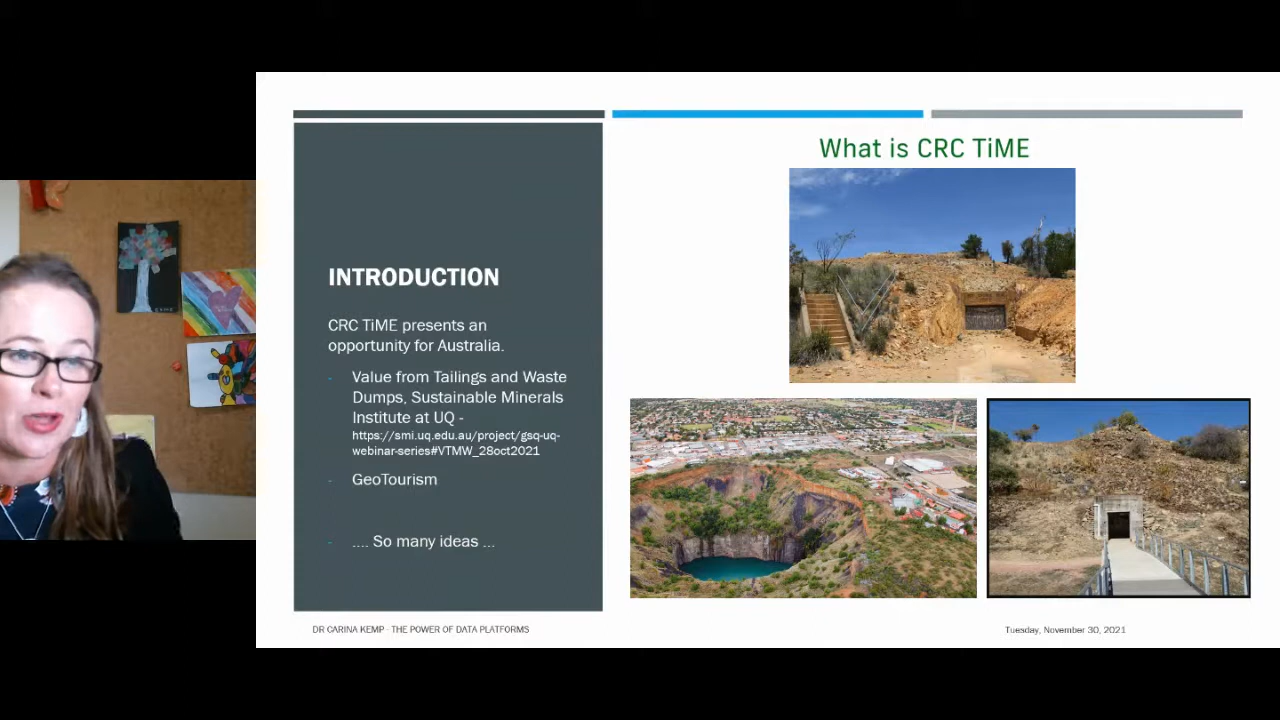 What is CRC TiME
INTRODUCTION
CRC TiME presents an
opportunity for Australia.
- Value from Tailings and Waste
Dumps, Sustainable Minerals
Institute at UQ -
https://smi.uq.edu.au/project/gsq-uq-
webinar-series#VTMW_28oct2021
- GeoTourism
- .... So many ideas ...
DR CARINA KEMP - THE POWER OF DATA PLATFORMS
Tuesday, November 30, 2021